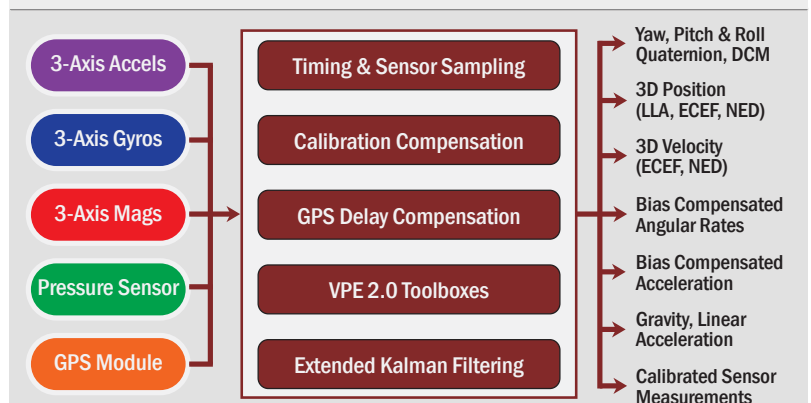 3-Axis Accels
3-Axis Gyros
3-Axis Mags
Pressure Sensor
GPS Module
Timing & Sensor Sampling
Calibration Compensation
GPS Delay Compensation
VPE 2.0 Toolboxes
Extended Kalman Filtering
Yaw, Pitch & Roll
Quaternion, DCM
3D Position
(LLA, ECEF, NED)
3D Velocity
(ECEF, NED)
Bias Compensated
Angular Rates
Bias Compensated
Acceleration
Gravity, Linear
Acceleration
Calibrated Sensor
Measurements